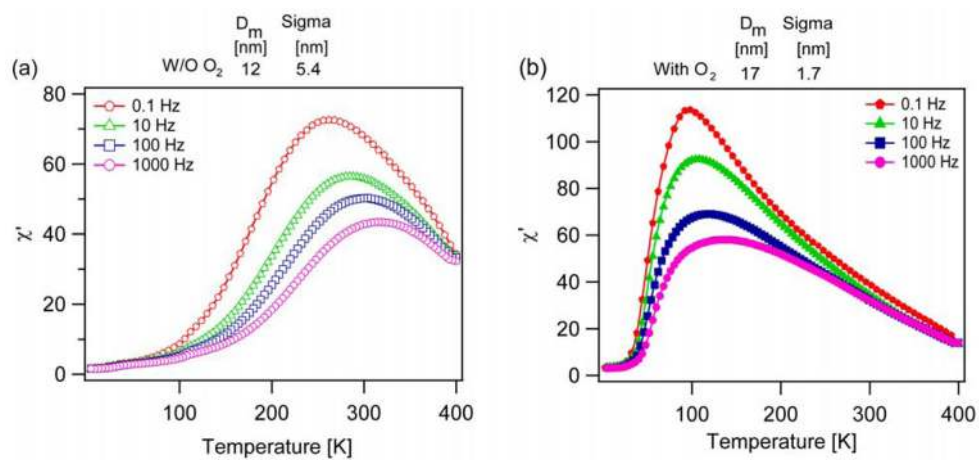 (a)
D_m Sigma
[nm] [nm]
W/O O₂ 12 5.4
80
60
40
20
0
χ'
0.1 Hz
10 Hz
100 Hz
1000 Hz
100 200 300 400
Temperature [K]
(b)
D_m Sigma
[nm] [nm]
With O₂ 17 1.7
120
100
80
60
40
20
0
χ'
0.1 Hz
10 Hz
100 Hz
1000 Hz
100 200 300 400
Temperature [K]